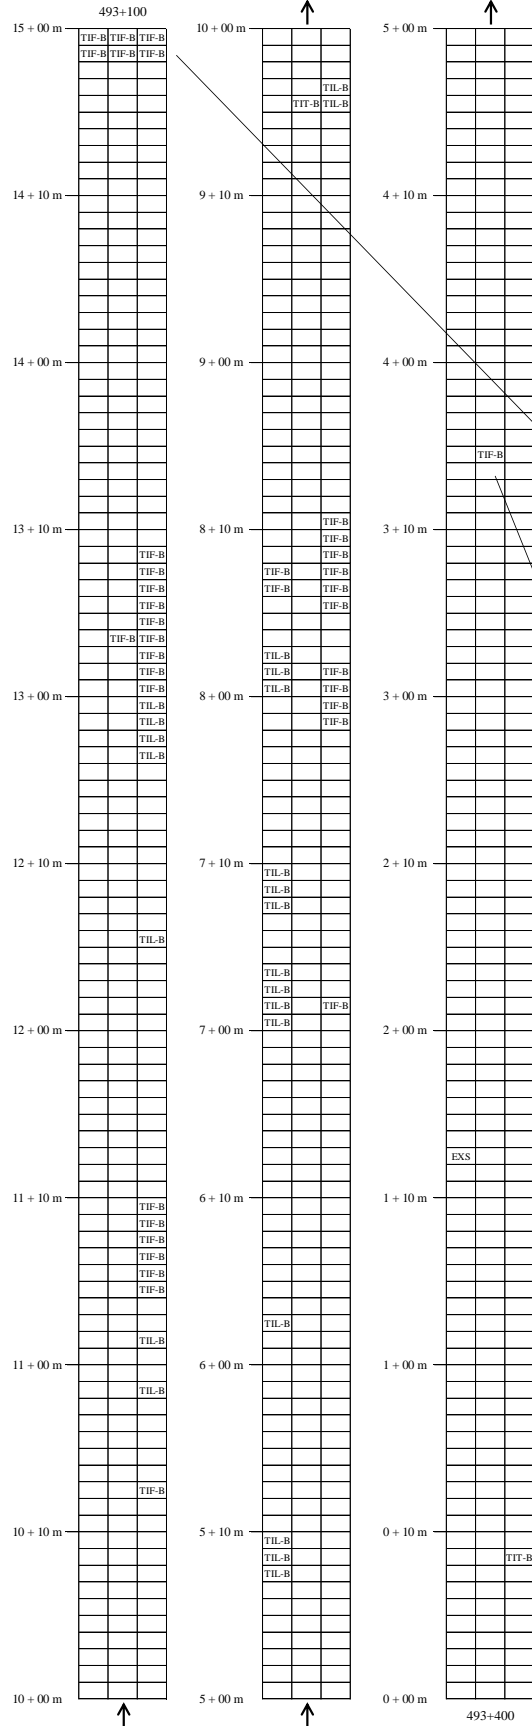 493+100
15 + 00 m
TIF-B TIF-B TIF-B
TIF-B TIF-B TIF-B
14 + 10 m
14 + 00 m
13 + 10 m
TIF-B
TIF-B
TIF-B
TIF-B
TIF-B
TIF-B TIF-B
TIF-B
TIF-B
TIF-B
13 + 00 m
TIL-B
TIL-B
TIL-B
TIL-B
12 + 10 m
TIL-B
12 + 00 m
11 + 10 m
TIF-B
TIF-B
TIF-B
TIF-B
TIF-B
TIF-B
TIL-B
11 + 00 m
TIL-B
TIF-B
10 + 10 m
10 + 00 m
10 + 00 m
TIL-B
TIT-B TIL-B
9 + 10 m
9 + 00 m
TIF-B
8 + 10 m
TIF-B
TIF-B
TIF-B TIF-B
TIF-B TIF-B
TIF-B
TIL-B
TIL-B TIF-B
TIL-B TIF-B
8 + 00 m
TIF-B
TIF-B
7 + 10 m
TIL-B
TIL-B
TIL-B
TIL-B
TIL-B
TIL-B TIF-B
TIL-B
7 + 00 m
6 + 10 m
TIL-B
6 + 00 m
5 + 10 m
TIL-B
TIL-B
TIL-B
5 + 00 m
5 + 00 m
4 + 10 m
4 + 00 m
TIF-B
3 + 10 m
3 + 00 m
2 + 10 m
2 + 00 m
EXS
1 + 10 m
1 + 00 m
0 + 10 m
TIT-B
0 + 00 m
493+400